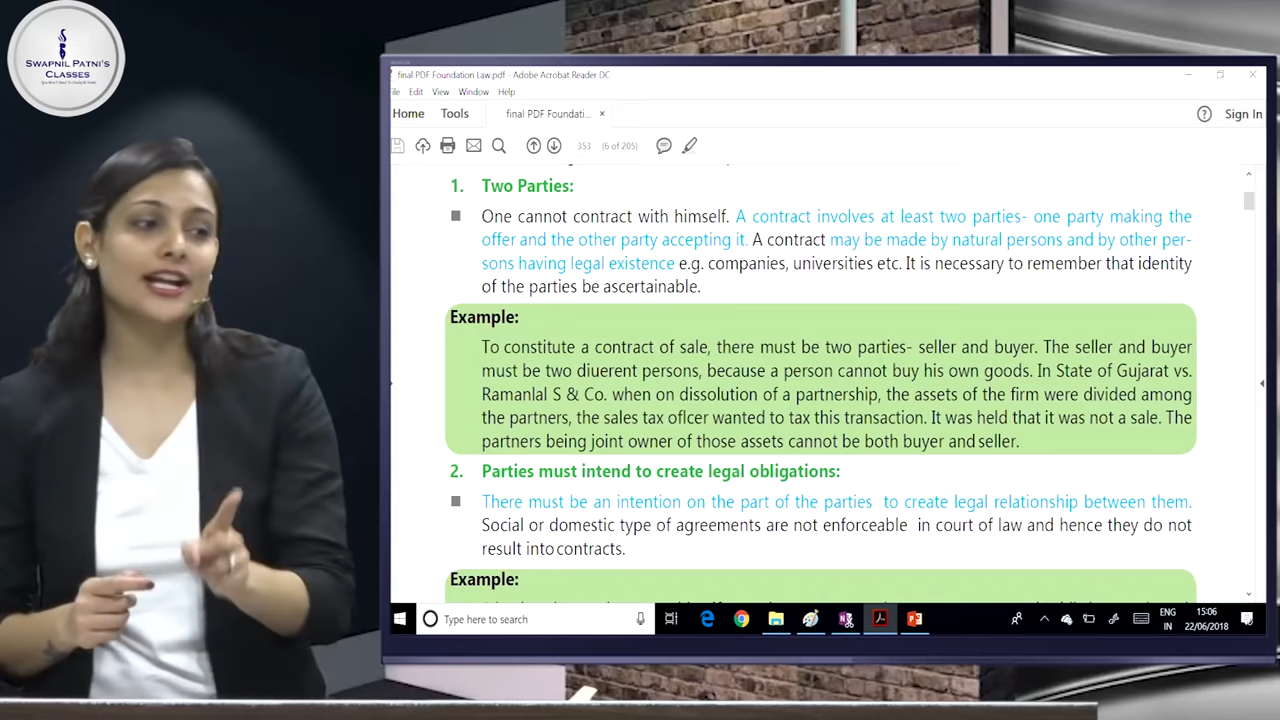 SWAPNIL PATNI'S
CLASSES
final PDF Foundation Law.pdf - Adobe Acrobat Reader DC
ile Edit View Window Help
Home Tools final PDF Foundati... × Sign In
353 (6 of 205)
1. Two Parties:
One cannot contract with himself. A contract involves at least two parties- one party making the
offer and the other party accepting it. A contract may be made by natural persons and by other per-
sons having legal existence e.g. companies, universities etc. It is necessary to remember that identity
of the parties be ascertainable.
Example:
To constitute a contract of sale, there must be two parties- seller and buyer. The seller and buyer
must be two diuerent persons, because a person cannot buy his own goods. In State of Gujarat vs.
Ramanlal S & Co. when on dissolution of a partnership, the assets of the firm were divided among
the partners, the sales tax oflcer wanted to tax this transaction. It was held that it was not a sale. The
partners being joint owner of those assets cannot be both buyer and seller.
2. Parties must intend to create legal obligations:
There must be an intention on the part of the parties to create legal relationship between them.
Social or domestic type of agreements are not enforceable in court of law and hence they do not
result into contracts.
Example:
Type here to search
ENG 15:06
IN 22/06/2018